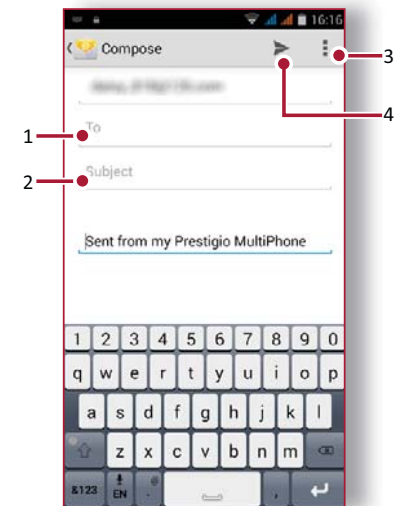 16:16
Compose
3
4
1
To
2
Subject
Sent from my Prestigio MultiPhone
1 2 3 4 5 6 7 8 9 0
q w e r t y u i o p
a s d f g h j k l
z x c v b n m
&123 EN . @ ,